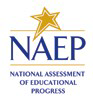 NAEP
NATIONAL ASSESSMENT
OF EDUCATIONAL
PROGRESS